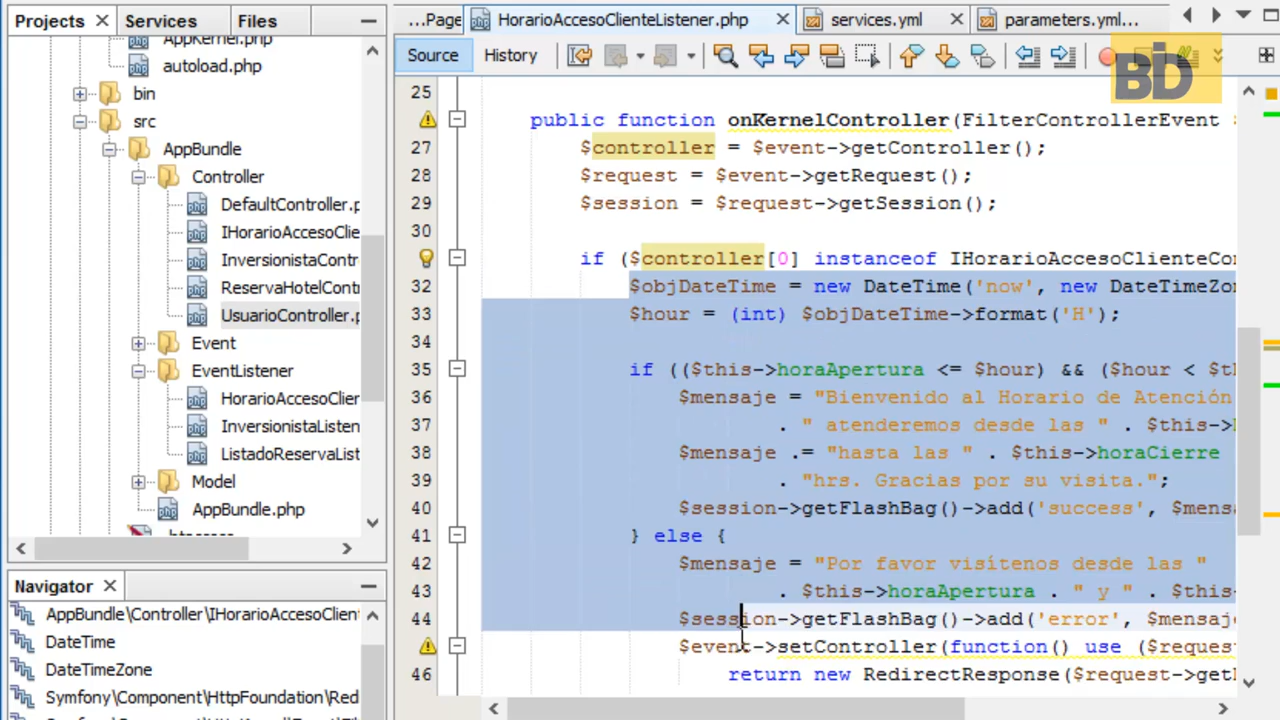 Projects
Services
Files
...Page
HorarioAccesoClienteListener.php
services.yml
parameters.yml...
Source
History
BD
AppKernel.php
autoload.php
bin
src
AppBundle
Controller
DefaultController.p
IHorarioAccesoClie
InversionistaContr
ReservaHotelCont
UsuarioController.p
Event
EventListener
HorarioAccesoClier
InversionistaListen
ListadoReservaList
Model
AppBundle.php
Navigator
AppBundle\Controller\IHorarioAccesoClient
DateTime
DateTimeZone
Symfony\Component\HttpFoundation\Red
25
public function onKernelController(FilterControllerEvent $
27 $controller = $event->getController();
28 $request = $event->getRequest();
29 $session = $request->getSession();
30
if ($controller[0] instanceof IHorarioAccesoClienteCo
32 $objDateTime = new DateTime('now', new DateTimeZon
33 $hour = (int) $objDateTime->format('H');
34
35 if (($this->horaApertura <= $hour) && ($hour < $th
36 $mensaje = "Bienvenido al Horario de Atención
37 . " atenderemos desde las " . $this->h
38 $mensaje .= "hasta las " . $this->horaCierre
39 . "hrs. Gracias por su visita.";
40 $session->getFlashBag()->add('success', $mensa
41 } else {
42 $mensaje = "Por favor visítenos desde las "
43 . $this->horaApertura . " y " . $this-
44 $session->getFlashBag()->add('error', $mensaj
$event->setController(function() use ($reques
46 return new RedirectResponse($request->getB